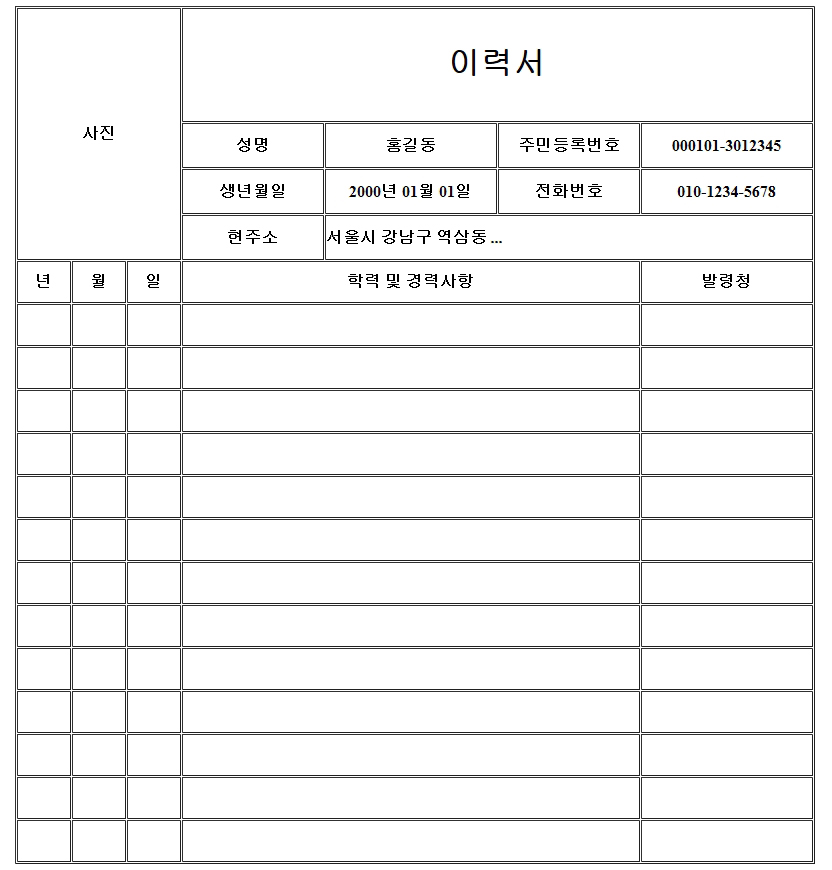 이력서
사진
성명 홍길동 주민등록번호 000101-3012345
생년월일 2000년 01월 01일 전화번호 010-1234-5678
현주소 서울시 강남구 역삼동 ...
년 월 일 학력 및 경력사항 발령청